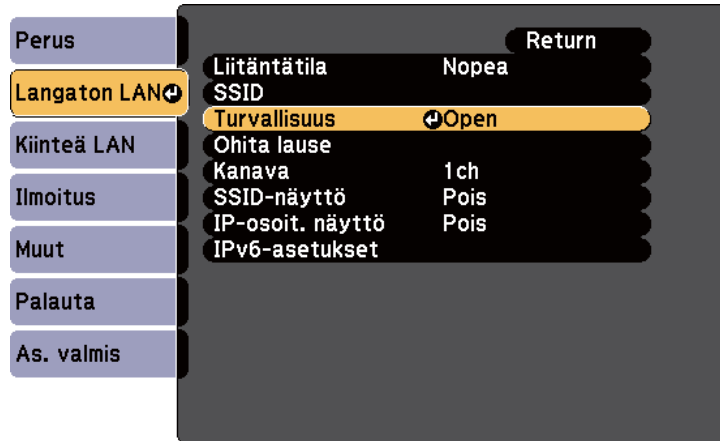 Perus
Langaton LAN
Kiinteä LAN
Ilmoitus
Muut
Palauta
As. valmis
Return
Liitäntätila Nopea
SSID
Turvallisuus Open
Ohita lause
Kanava 1ch
SSID-näyttö Pois
IP-osoit. näyttö Pois
IPv6-asetukset